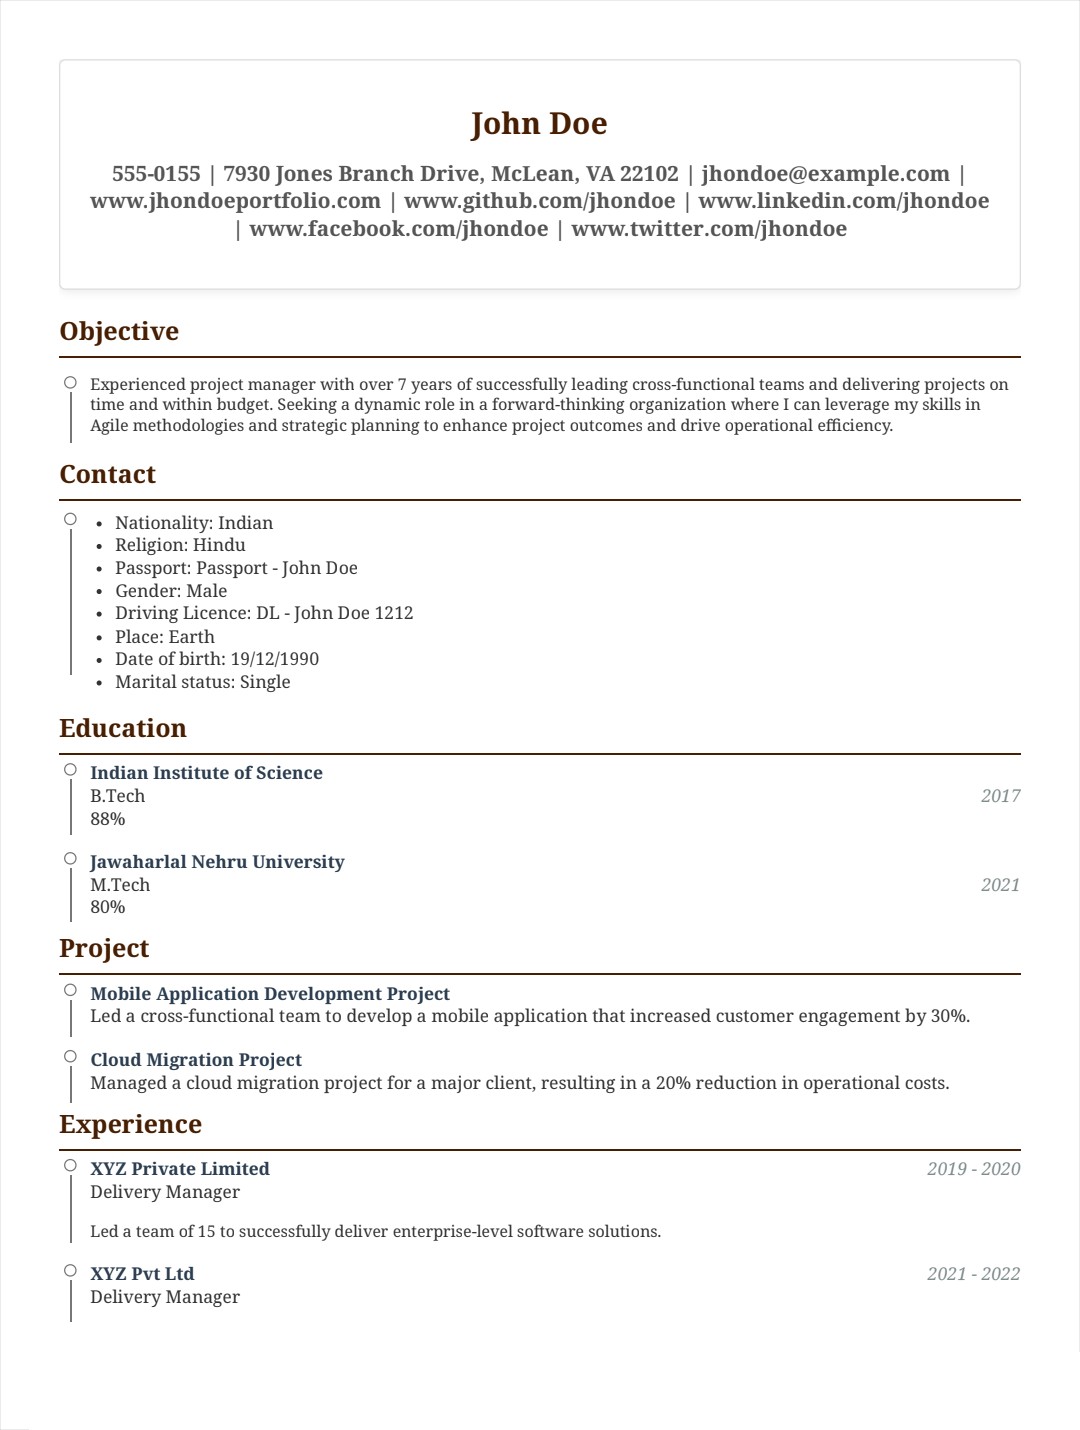 John Doe
555-0155 | 7930 Jones Branch Drive, McLean, VA 22102 | jhondoe@example.com |
www.jhondoeportfolio.com | www.github.com/jhondoe | www.linkedin.com/jhondoe
| www.facebook.com/jhondoe | www.twitter.com/jhondoe
Objective
Experienced project manager with over 7 years of successfully leading cross-functional teams and delivering projects on
time and within budget. Seeking a dynamic role in a forward-thinking organization where I can leverage my skills in
Agile methodologies and strategic planning to enhance project outcomes and drive operational efficiency.
Contact
• Nationality: Indian
• Religion: Hindu
• Passport: Passport - John Doe
• Gender: Male
• Driving Licence: DL - John Doe 1212
• Place: Earth
• Date of birth: 19/12/1990
• Marital status: Single
Education
Indian Institute of Science
B.Tech 2017
88%
Jawaharlal Nehru University
M.Tech 2021
80%
Project
Mobile Application Development Project
Led a cross-functional team to develop a mobile application that increased customer engagement by 30%.
Cloud Migration Project
Managed a cloud migration project for a major client, resulting in a 20% reduction in operational costs.
Experience
XYZ Private Limited 2019 - 2020
Delivery Manager
Led a team of 15 to successfully deliver enterprise-level software solutions.
XYZ Pvt Ltd 2021 - 2022
Delivery Manager